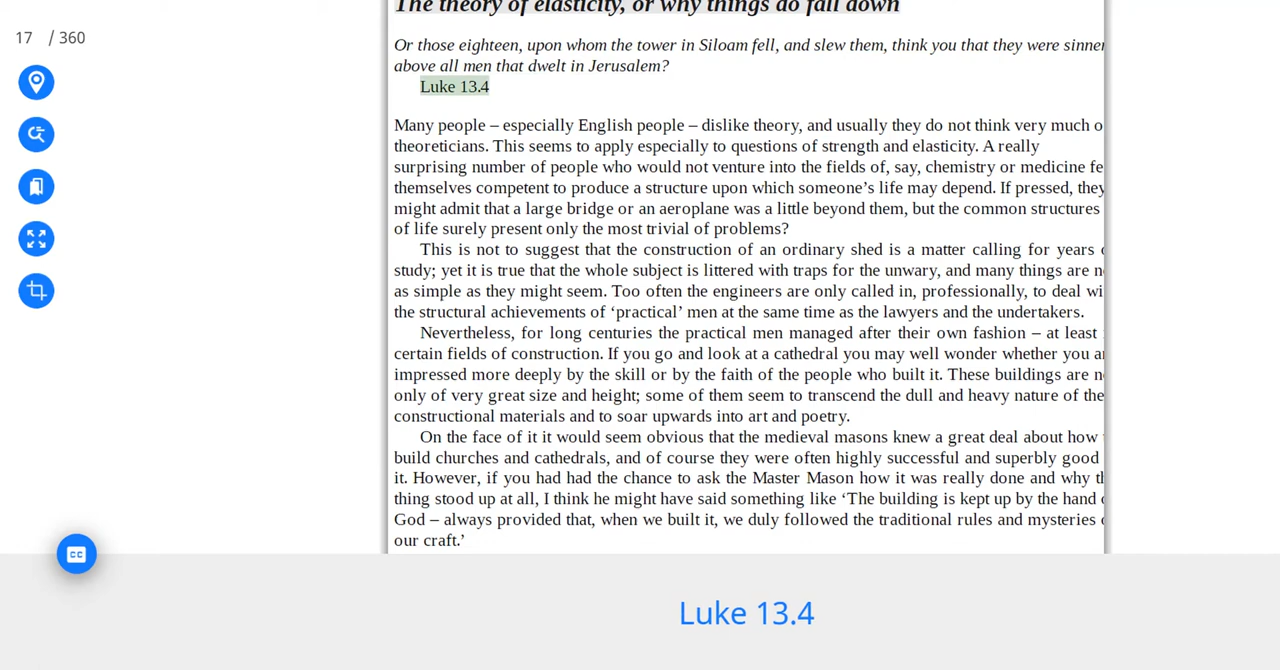 17 / 360
The theory of elasticity, or why things do fall down
Or those eighteen, upon whom the tower in Siloam fell, and slew them, think you that they were sinner
above all men that dwelt in Jerusalem?
Luke 13.4
Many people – especially English people – dislike theory, and usually they do not think very much o
theoreticians. This seems to apply especially to questions of strength and elasticity. A really
surprising number of people who would not venture into the fields of, say, chemistry or medicine fe
themselves competent to produce a structure upon which someone’s life may depend. If pressed, they
might admit that a large bridge or an aeroplane was a little beyond them, but the common structures
of life surely present only the most trivial of problems?
This is not to suggest that the construction of an ordinary shed is a matter calling for years
study; yet it is true that the whole subject is littered with traps for the unwary, and many things are n
as simple as they might seem. Too often the engineers are only called in, professionally, to deal wi
the structural achievements of ‘practical’ men at the same time as the lawyers and the undertakers.
Nevertheless, for long centuries the practical men managed after their own fashion – at least
certain fields of construction. If you go and look at a cathedral you may well wonder whether you a
impressed more deeply by the skill or by the faith of the people who built it. These buildings are n
only of very great size and height; some of them seem to transcend the dull and heavy nature of the
constructional materials and to soar upwards into art and poetry.
On the face of it it would seem obvious that the medieval masons knew a great deal about how
build churches and cathedrals, and of course they were often highly successful and superbly good
it. However, if you had had the chance to ask the Master Mason how it was really done and why th
thing stood up at all, I think he might have said something like ‘The building is kept up by the hand
God – always provided that, when we built it, we duly followed the traditional rules and mysteries
our craft.’
CC
Luke 13.4